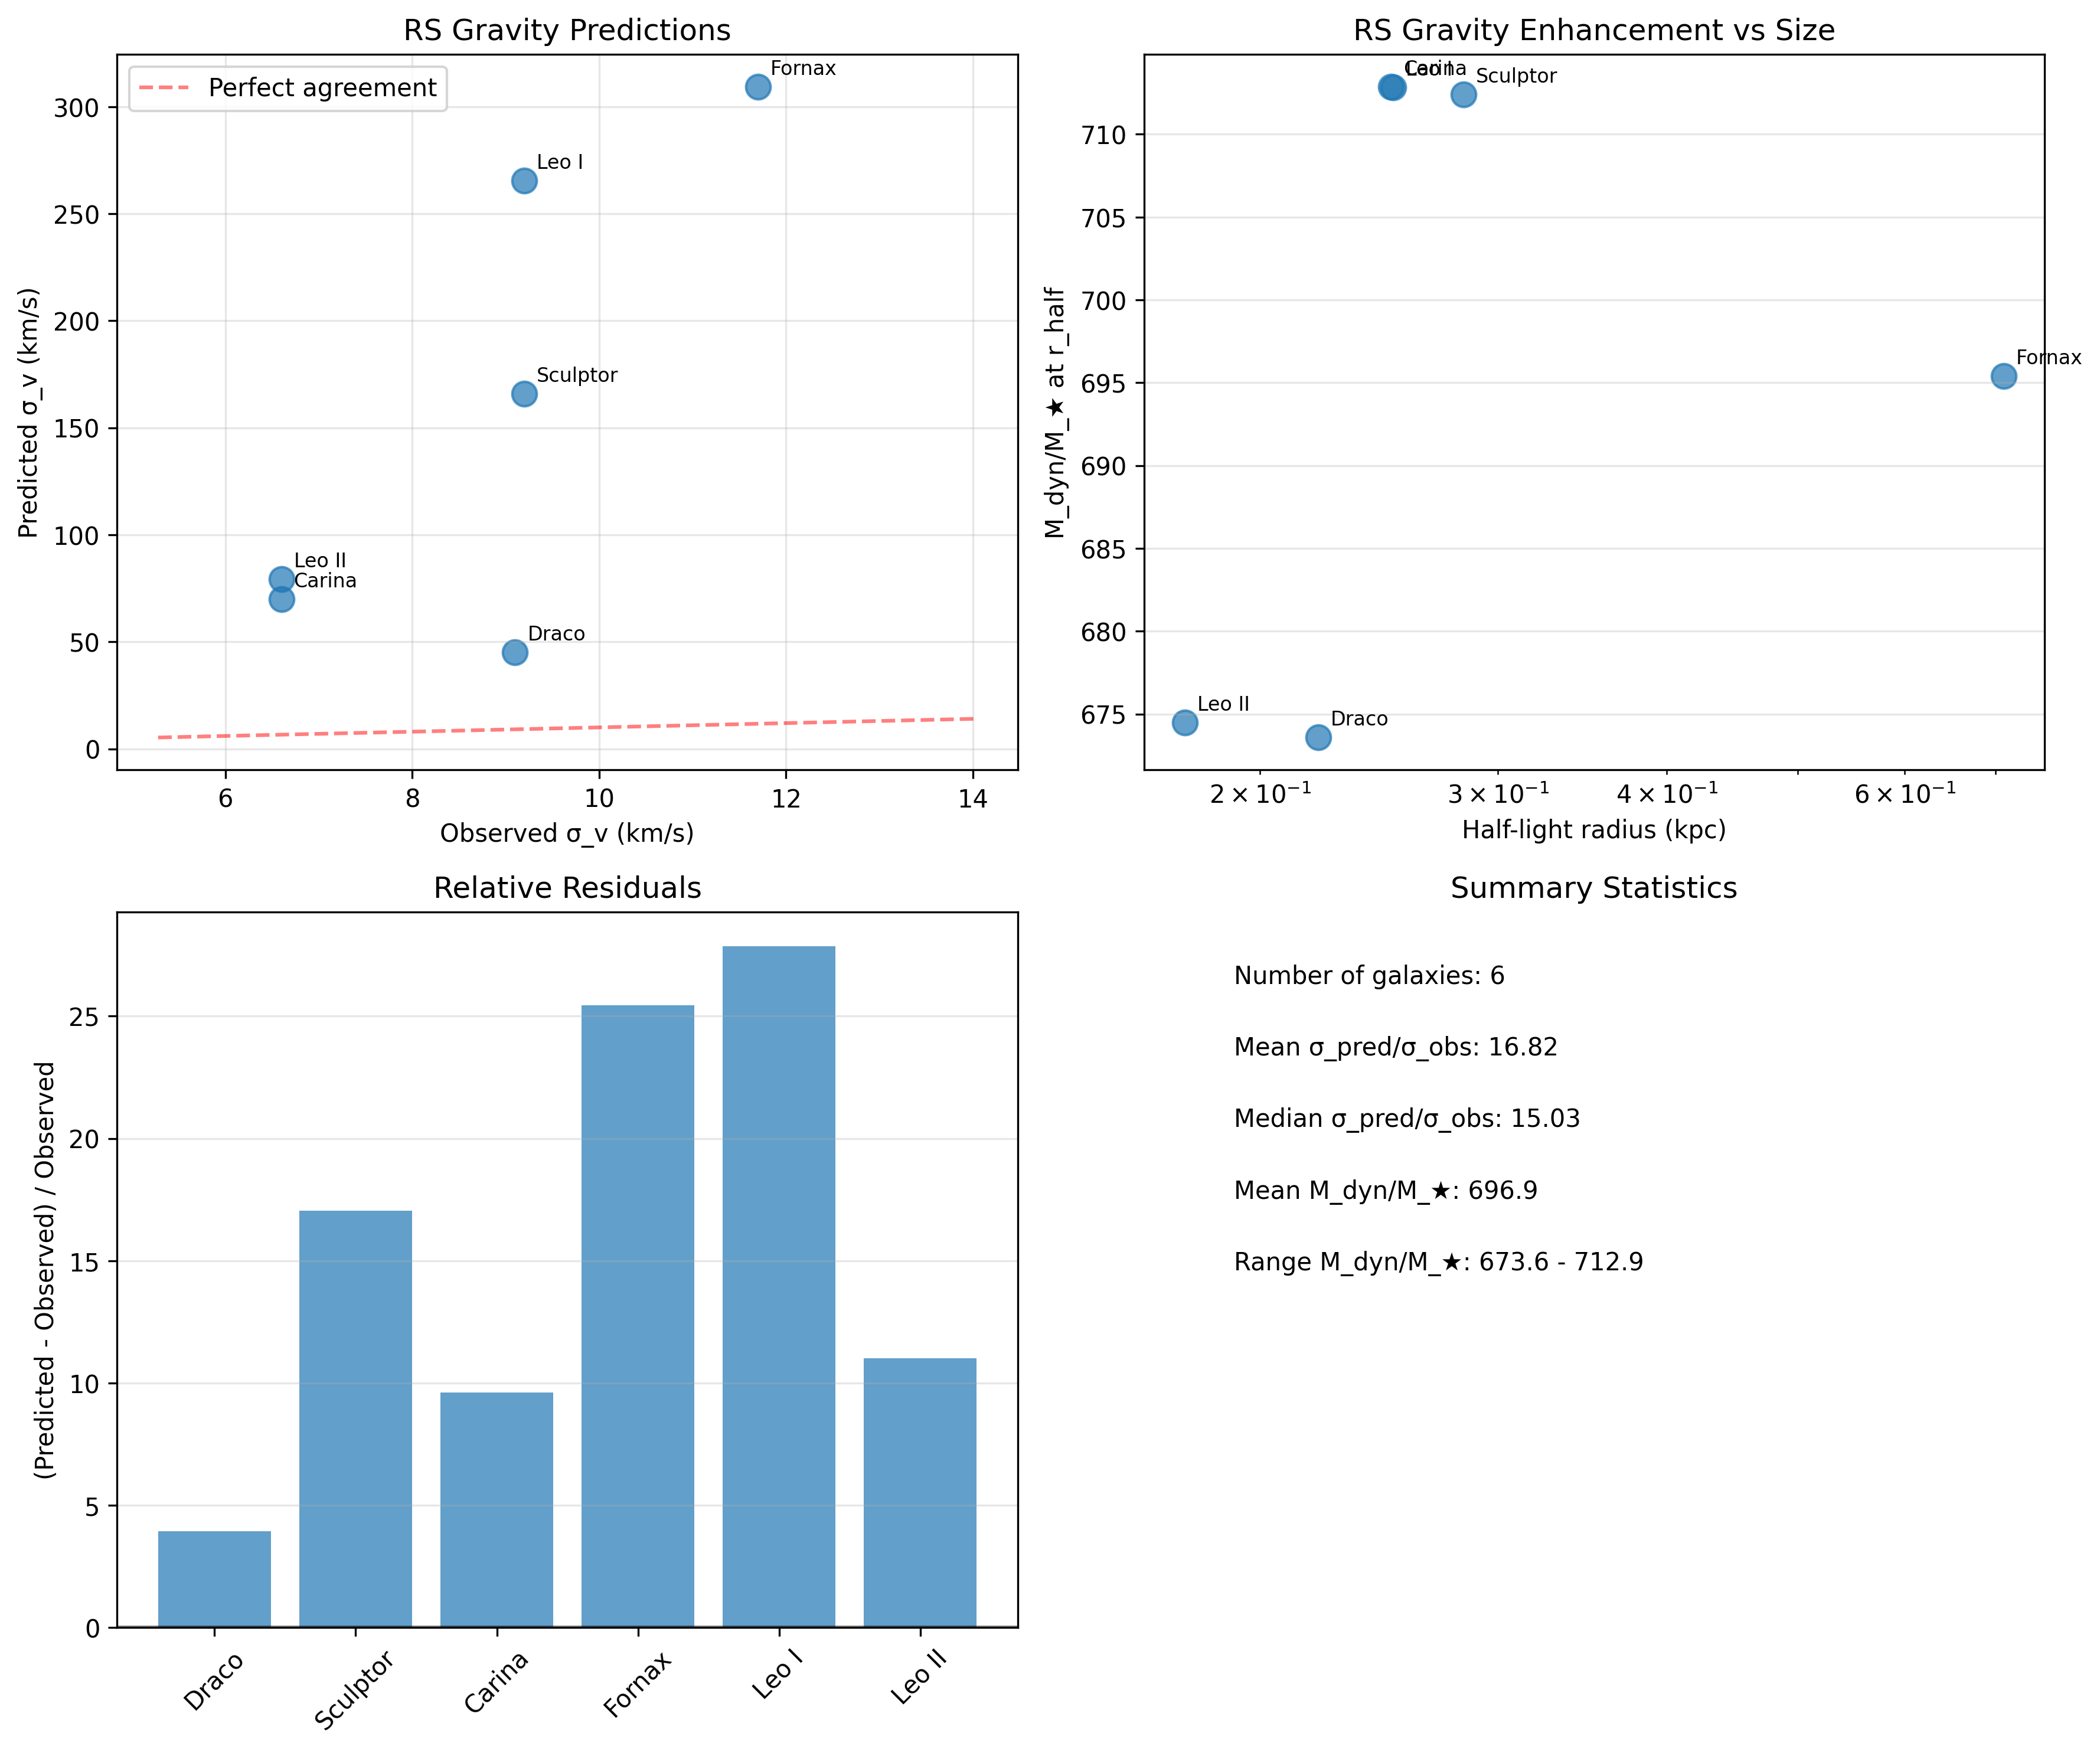 RS Gravity Predictions
Perfect agreement
Fornax
Leo I
Sculptor
Leo II
Carina
Draco
300
250
200
150
100
50
0
6
8
10
12
14
Predicted σ_v (km/s)
Observed σ_v (km/s)
RS Gravity Enhancement vs Size
Carina
Leo I
Sculptor
Fornax
Leo II
Draco
710
705
700
695
690
685
680
675
2 × 10⁻¹
3 × 10⁻¹
4 × 10⁻¹
6 × 10⁻¹
M_dyn/M_★ at r_half
Half-light radius (kpc)
Relative Residuals
25
20
15
10
5
0
(Predicted - Observed) / Observed
Draco
Sculptor
Carina
Fornax
Leo I
Leo II
Summary Statistics
Number of galaxies: 6
Mean σ_pred/σ_obs: 16.82
Median σ_pred/σ_obs: 15.03
Mean M_dyn/M_★: 696.9
Range M_dyn/M_★: 673.6 - 712.9